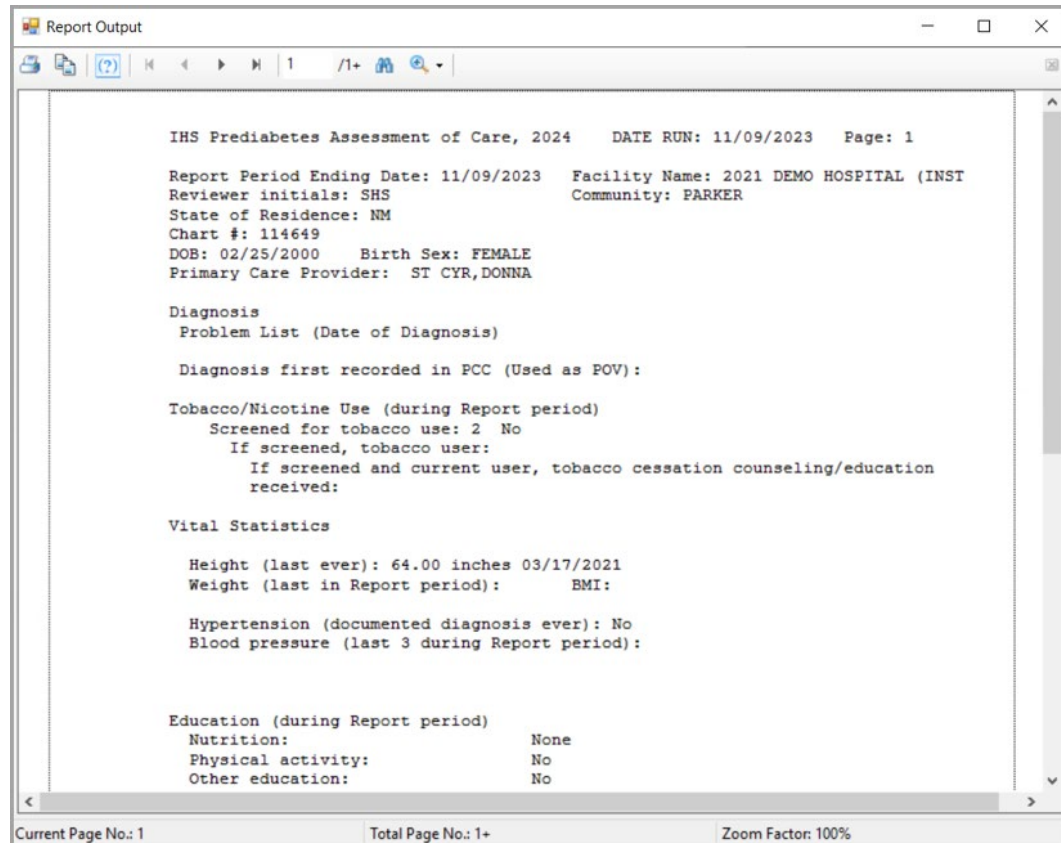 Report Output
1 /1+
IHS Prediabetes Assessment of Care, 2024 DATE RUN: 11/09/2023 Page: 1
Report Period Ending Date: 11/09/2023 Facility Name: 2021 DEMO HOSPITAL (INST
Reviewer initials: SHS Community: PARKER
State of Residence: NM
Chart #: 114649
DOB: 02/25/2000 Birth Sex: FEMALE
Primary Care Provider: ST CYR,DONNA
Diagnosis
Problem List (Date of Diagnosis)
Diagnosis first recorded in PCC (Used as POV):
Tobacco/Nicotine Use (during Report period)
Screened for tobacco use: 2 No
If screened, tobacco user:
If screened and current user, tobacco cessation counseling/education
received:
Vital Statistics
Height (last ever): 64.00 inches 03/17/2021
Weight (last in Report period): BMI:
Hypertension (documented diagnosis ever): No
Blood pressure (last 3 during Report period):
Education (during Report period)
Nutrition: None
Physical activity: No
Other education: No
Current Page No.: 1 Total Page No.: 1+ Zoom Factor: 100%